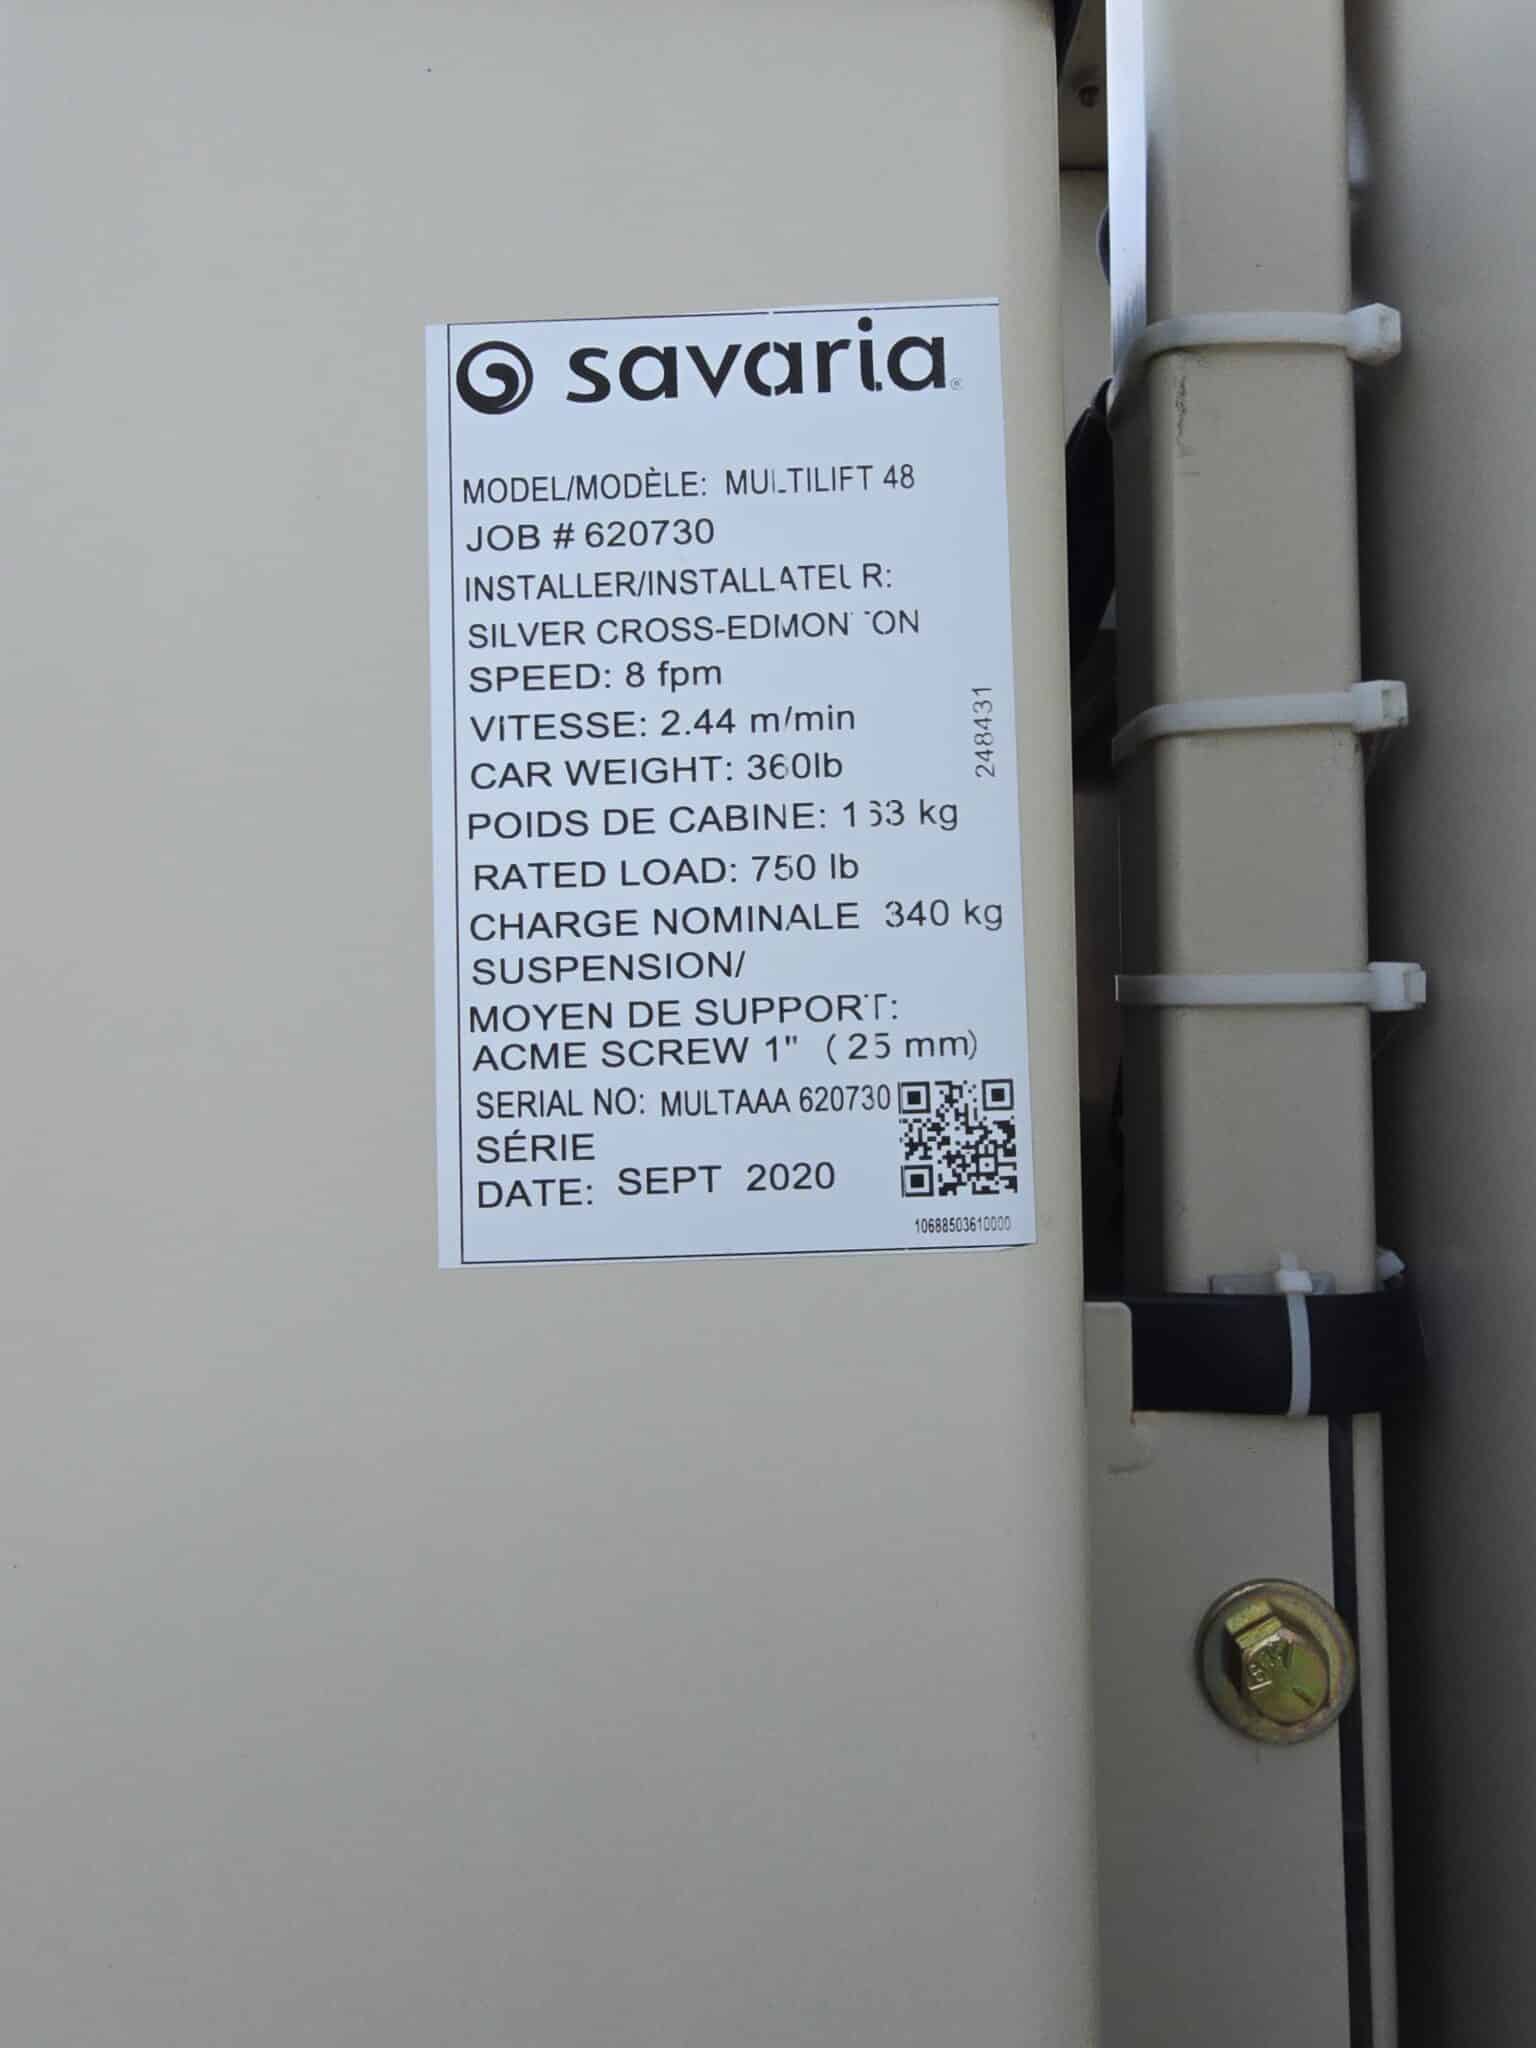 savaria
MODEL/MODÈLE: MULTILIFT 48
JOB # 620730
INSTALLER/INSTALLATEUR:
SILVER CROSS-EDMONTON
SPEED: 8 fpm
VITESSE: 2.44 m/min
CAR WEIGHT: 360lb
POIDS DE CABINE: 163 kg
RATED LOAD: 750 lb
CHARGE NOMINALE 340 kg
SUSPENSION/
MOYEN DE SUPPORT:
ACME SCREW 1" (25 mm)
SERIAL NO: MULTAAA 620730
SÉRIE
DATE: SEPT 2020
10688503610000
248431